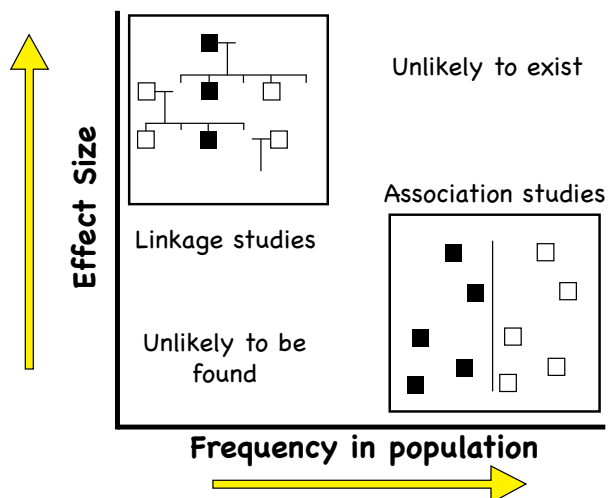 Unlikely to exist
Association studies
Linkage studies
Unlikely to be
found
Effect Size
Frequency in population